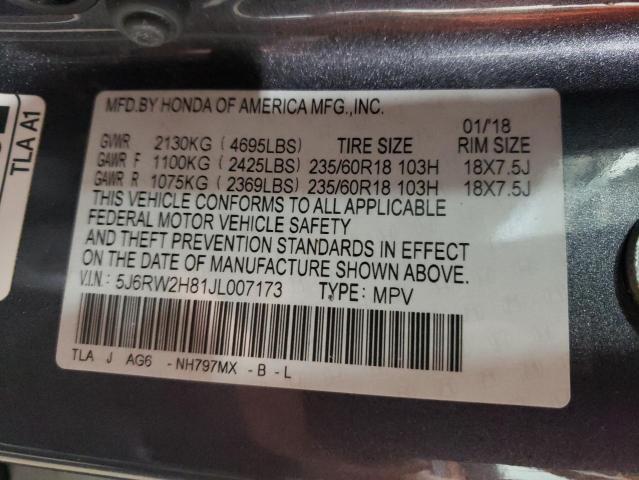 MFD.BY HONDA OF AMERICA MFG.,INC. 01/'18
GVWR 2130KG (4695LBS) TIRE SIZE RIM SIZE
GAWR F 1100KG (2425LBS) 235/60R18 103H 18X7.5J
GAWR R 1075KG (2369LBS) 235/60R18 103H 18X7.5J
THIS VEHICLE CONFORMS TO ALL APPLICABLE
FEDERAL MOTOR VEHICLE SAFETY
AND THEFT PREVENTION STANDARDS IN EFFECT
ON THE DATE OF MANUFACTURE SHOWN ABOVE.
V.I.N: 5J6RW2H81JL007173 TYPE: MPV
TLA J AG6 -NH797MX -B -L
TLA A1